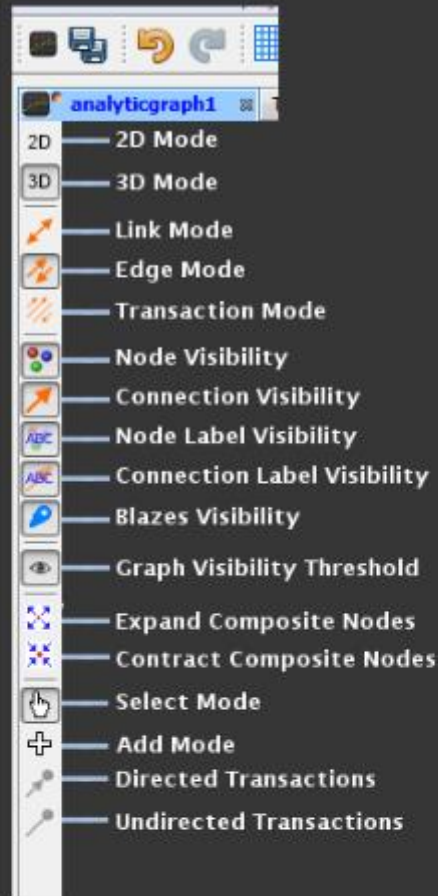 analyticgraph1
2D 2D Mode
3D 3D Mode
Link Mode
Edge Mode
Transaction Mode
Node Visibility
Connection Visibility
ABC Node Label Visibility
ABC Connection Label Visibility
Blazes Visibility
Graph Visibility Threshold
Expand Composite Nodes
Contract Composite Nodes
Select Mode
Add Mode
Directed Transactions
Undirected Transactions